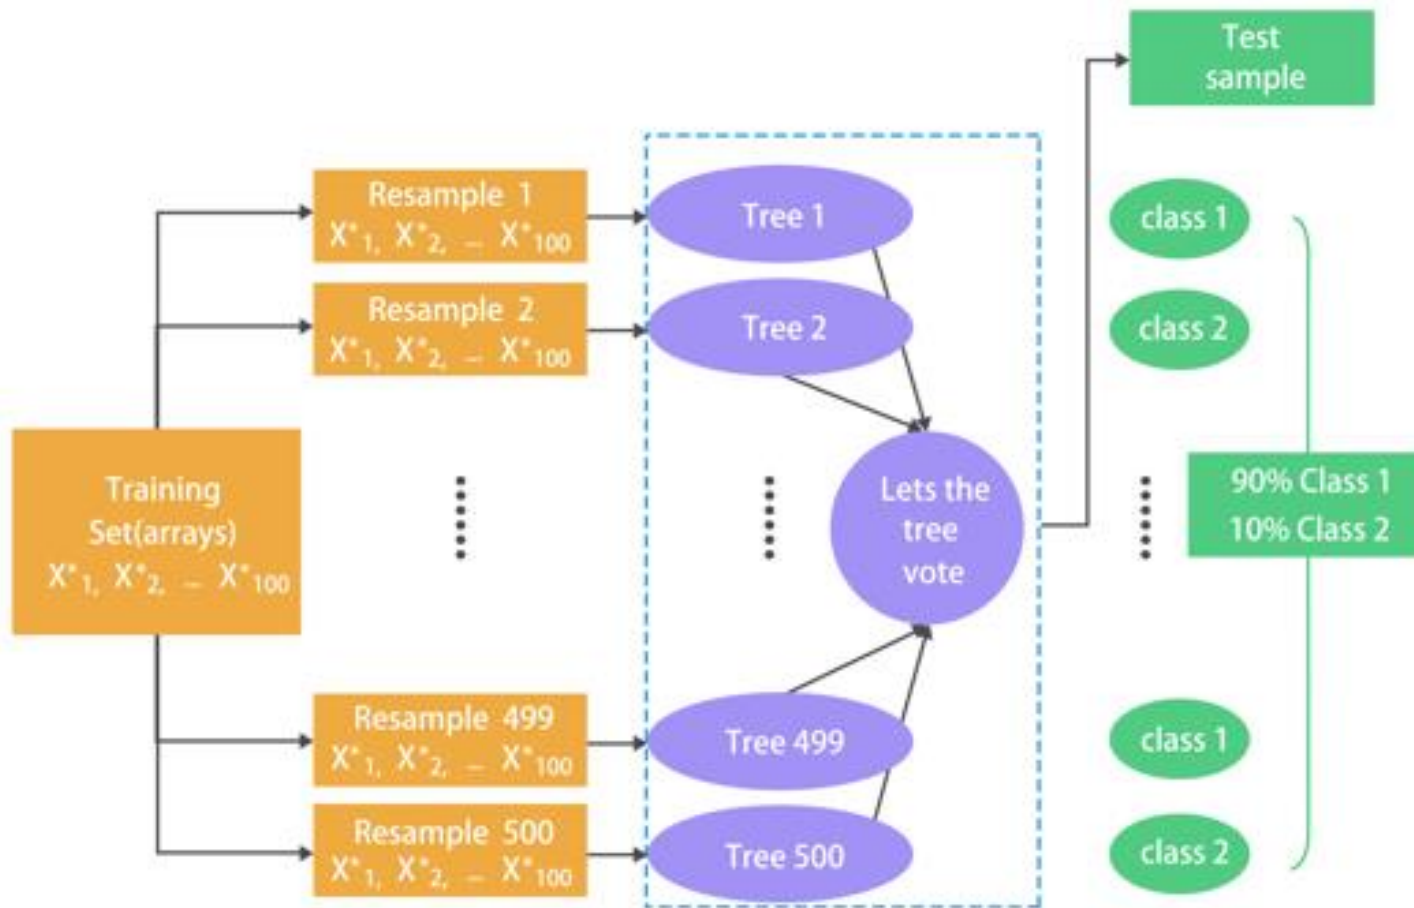 Test
sample
Resample 1
X*1, X*2, – X*100
Tree 1
class 1
Resample 2
X*1, X*2, – X*100
Tree 2
class 2
Training
Set(arrays)
X*1, X*2, – X*100
Lets the
tree
vote
90% Class 1
10% Class 2
Resample 499
X*1, X*2, – X*100
Tree 499
class 1
Resample 500
X*1, X*2, – X*100
Tree 500
class 2